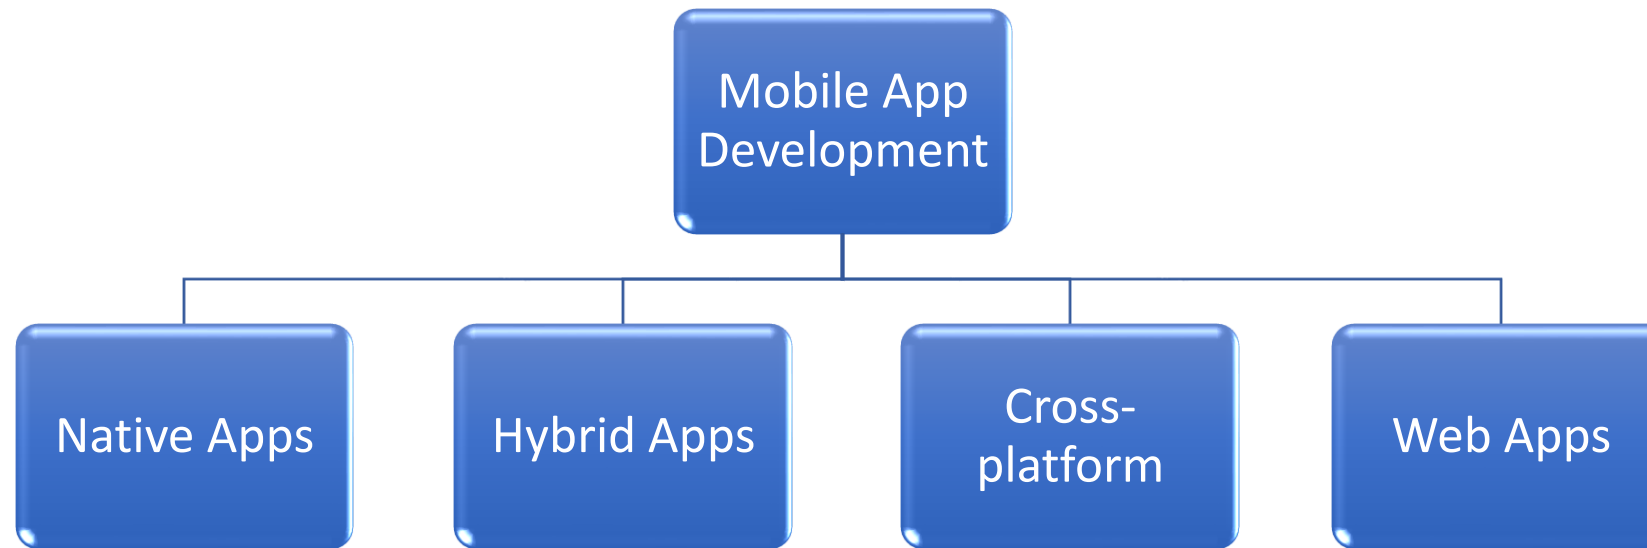 Mobile App
Development
Native Apps
Hybrid Apps
Cross-
platform
Web Apps